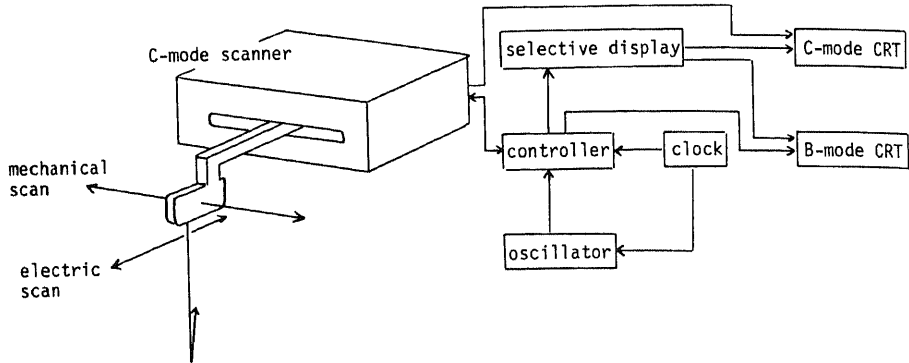 C-mode scanner
selective display
C-mode CRT
controller
clock
B-mode CRT
mechanical
scan
oscillator
electric
scan